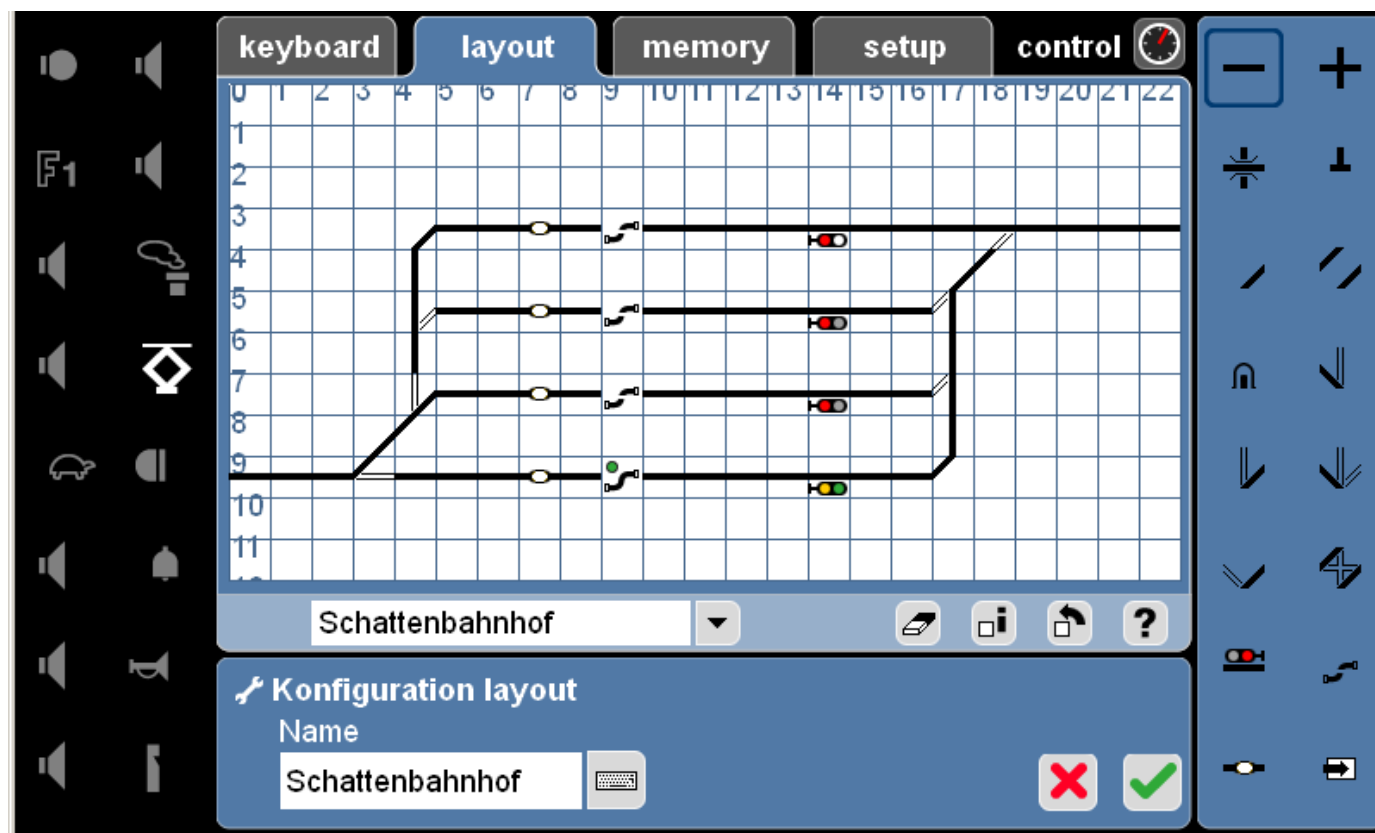 keyboard layout memory setup control
0 1 2 3 4 5 6 7 8 9 10 11 12 13 14 15 16 17 18 19 20 21 22
1
F1
2
3
4
5
6
7
8
9
10
11
Schattenbahnhof
i ?
Konfiguration layout
Name
Schattenbahnhof